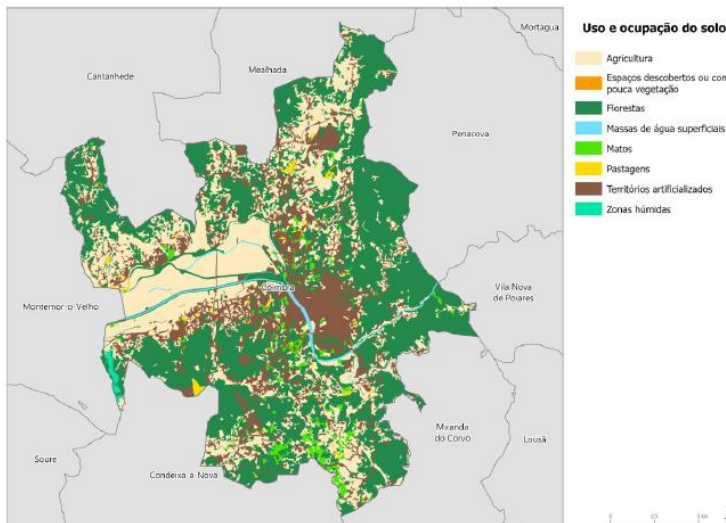 Mortágua
Cantanhede
Mealhada
Penacova
Coimbra
Montemor-o-Velho
Vila Nova
de Poiares
Miranda
do Corvo
Lousã
Soure
Condeixa a Nova
Uso e ocupação do solo
Agricultura
Espaços descobertos ou com
pouca vegetação
Florestas
Massas de água superficiais
Matos
Pastagens
Territórios artificializados
Zonas húmidas
0